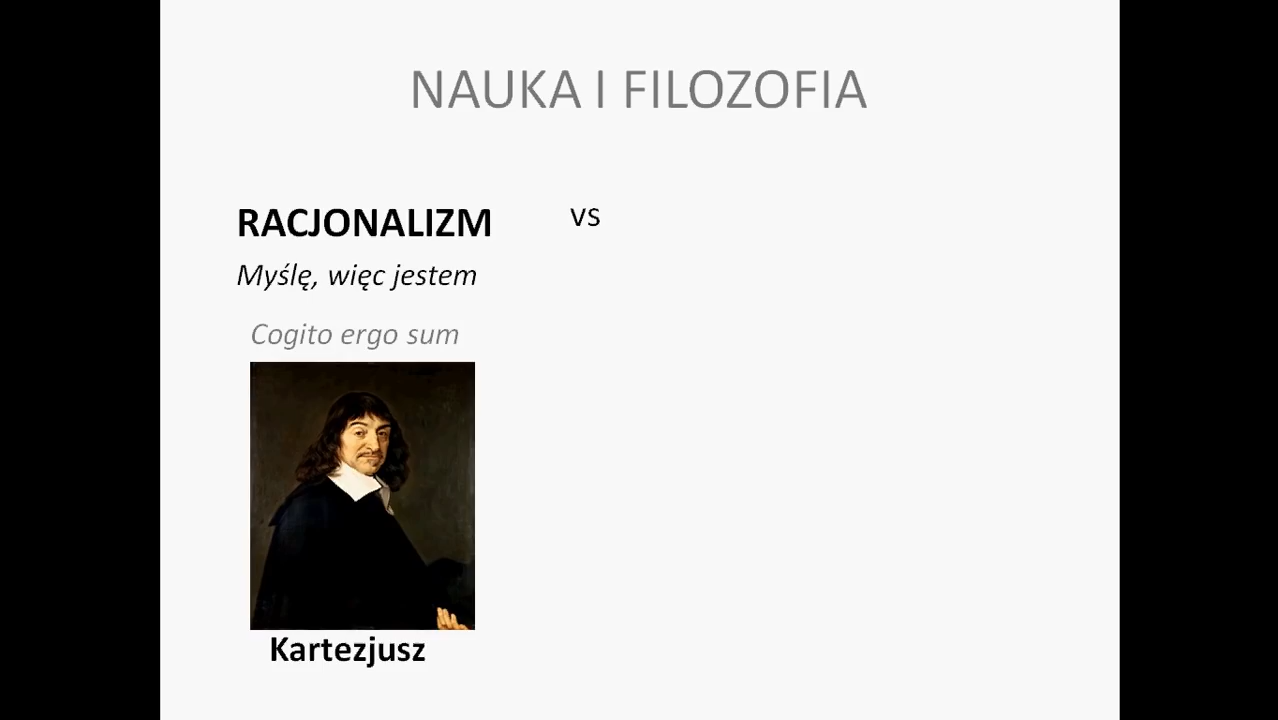 NAUKA I FILOZOFIA
RACJONALIZM
vs
Myślę, więc jestem
Cogito ergo sum
Kartezjusz